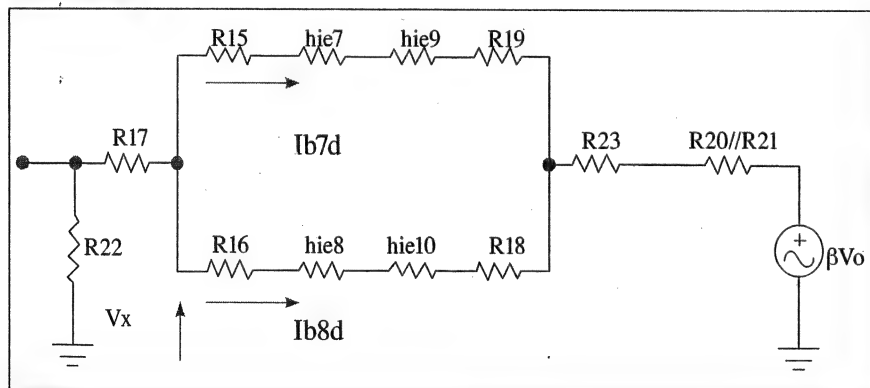 R15 hie7 hie9 R19
R17 Ib7d R23 R20//R21
R22 R16 hie8 hie10 R18 βVo
Vx Ib8d
+